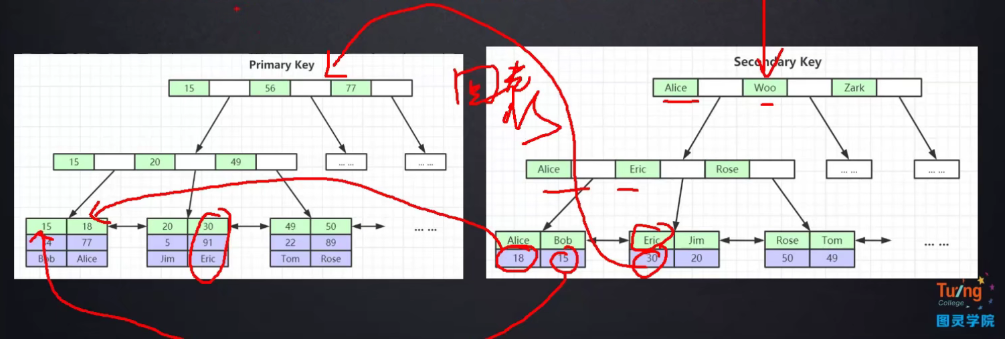 Primary Key
15 56 77
15 20 49 ... ... ... ...
15 18 20 30 49 50 ... ...
77 5 91 22 89
Bob Alice Jim Eric Tom Rose
回表
Secondary Key
Alice Woo Zark
Alice Eric Rose ... ... ... ...
Alice Bob Eric Jim Rose Tom ... ...
18 15 30 20 50 49
Tuling
College
图灵学院